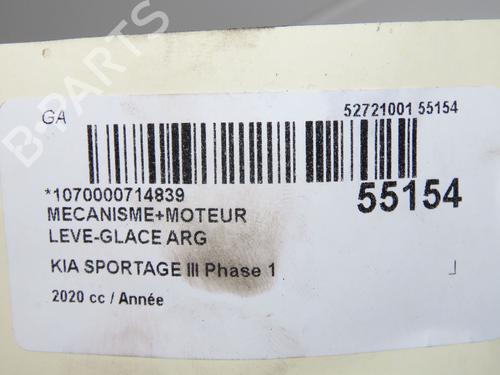 GA
52721001 55154
*1070000714839
55154
MECANISME+MOTEUR
LEVE-GLACE ARG
KIA SPORTAGE III Phase 1
2020 cc / Année
B-PARTS